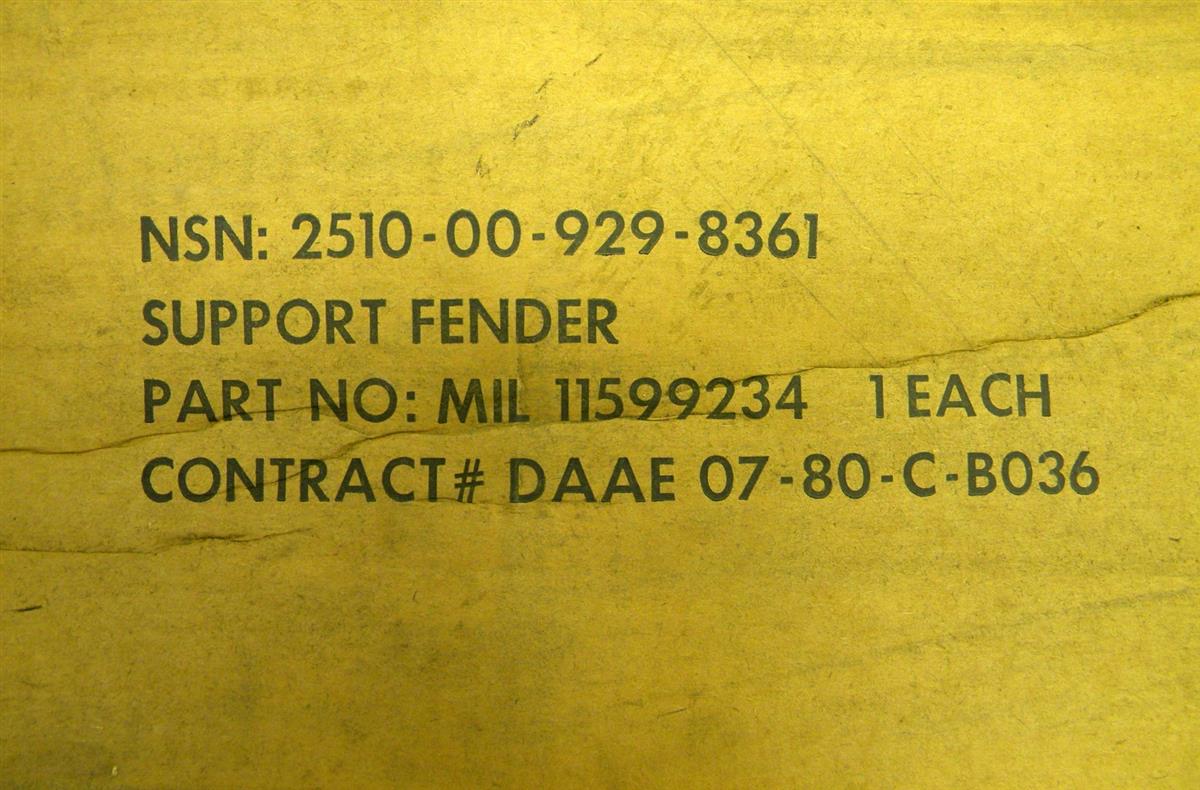 NSN: 2510-00-929-8361
SUPPORT FENDER
PART NO: MIL 11599234 1 EACH
CONTRACT# DAAE 07-80-C-B036